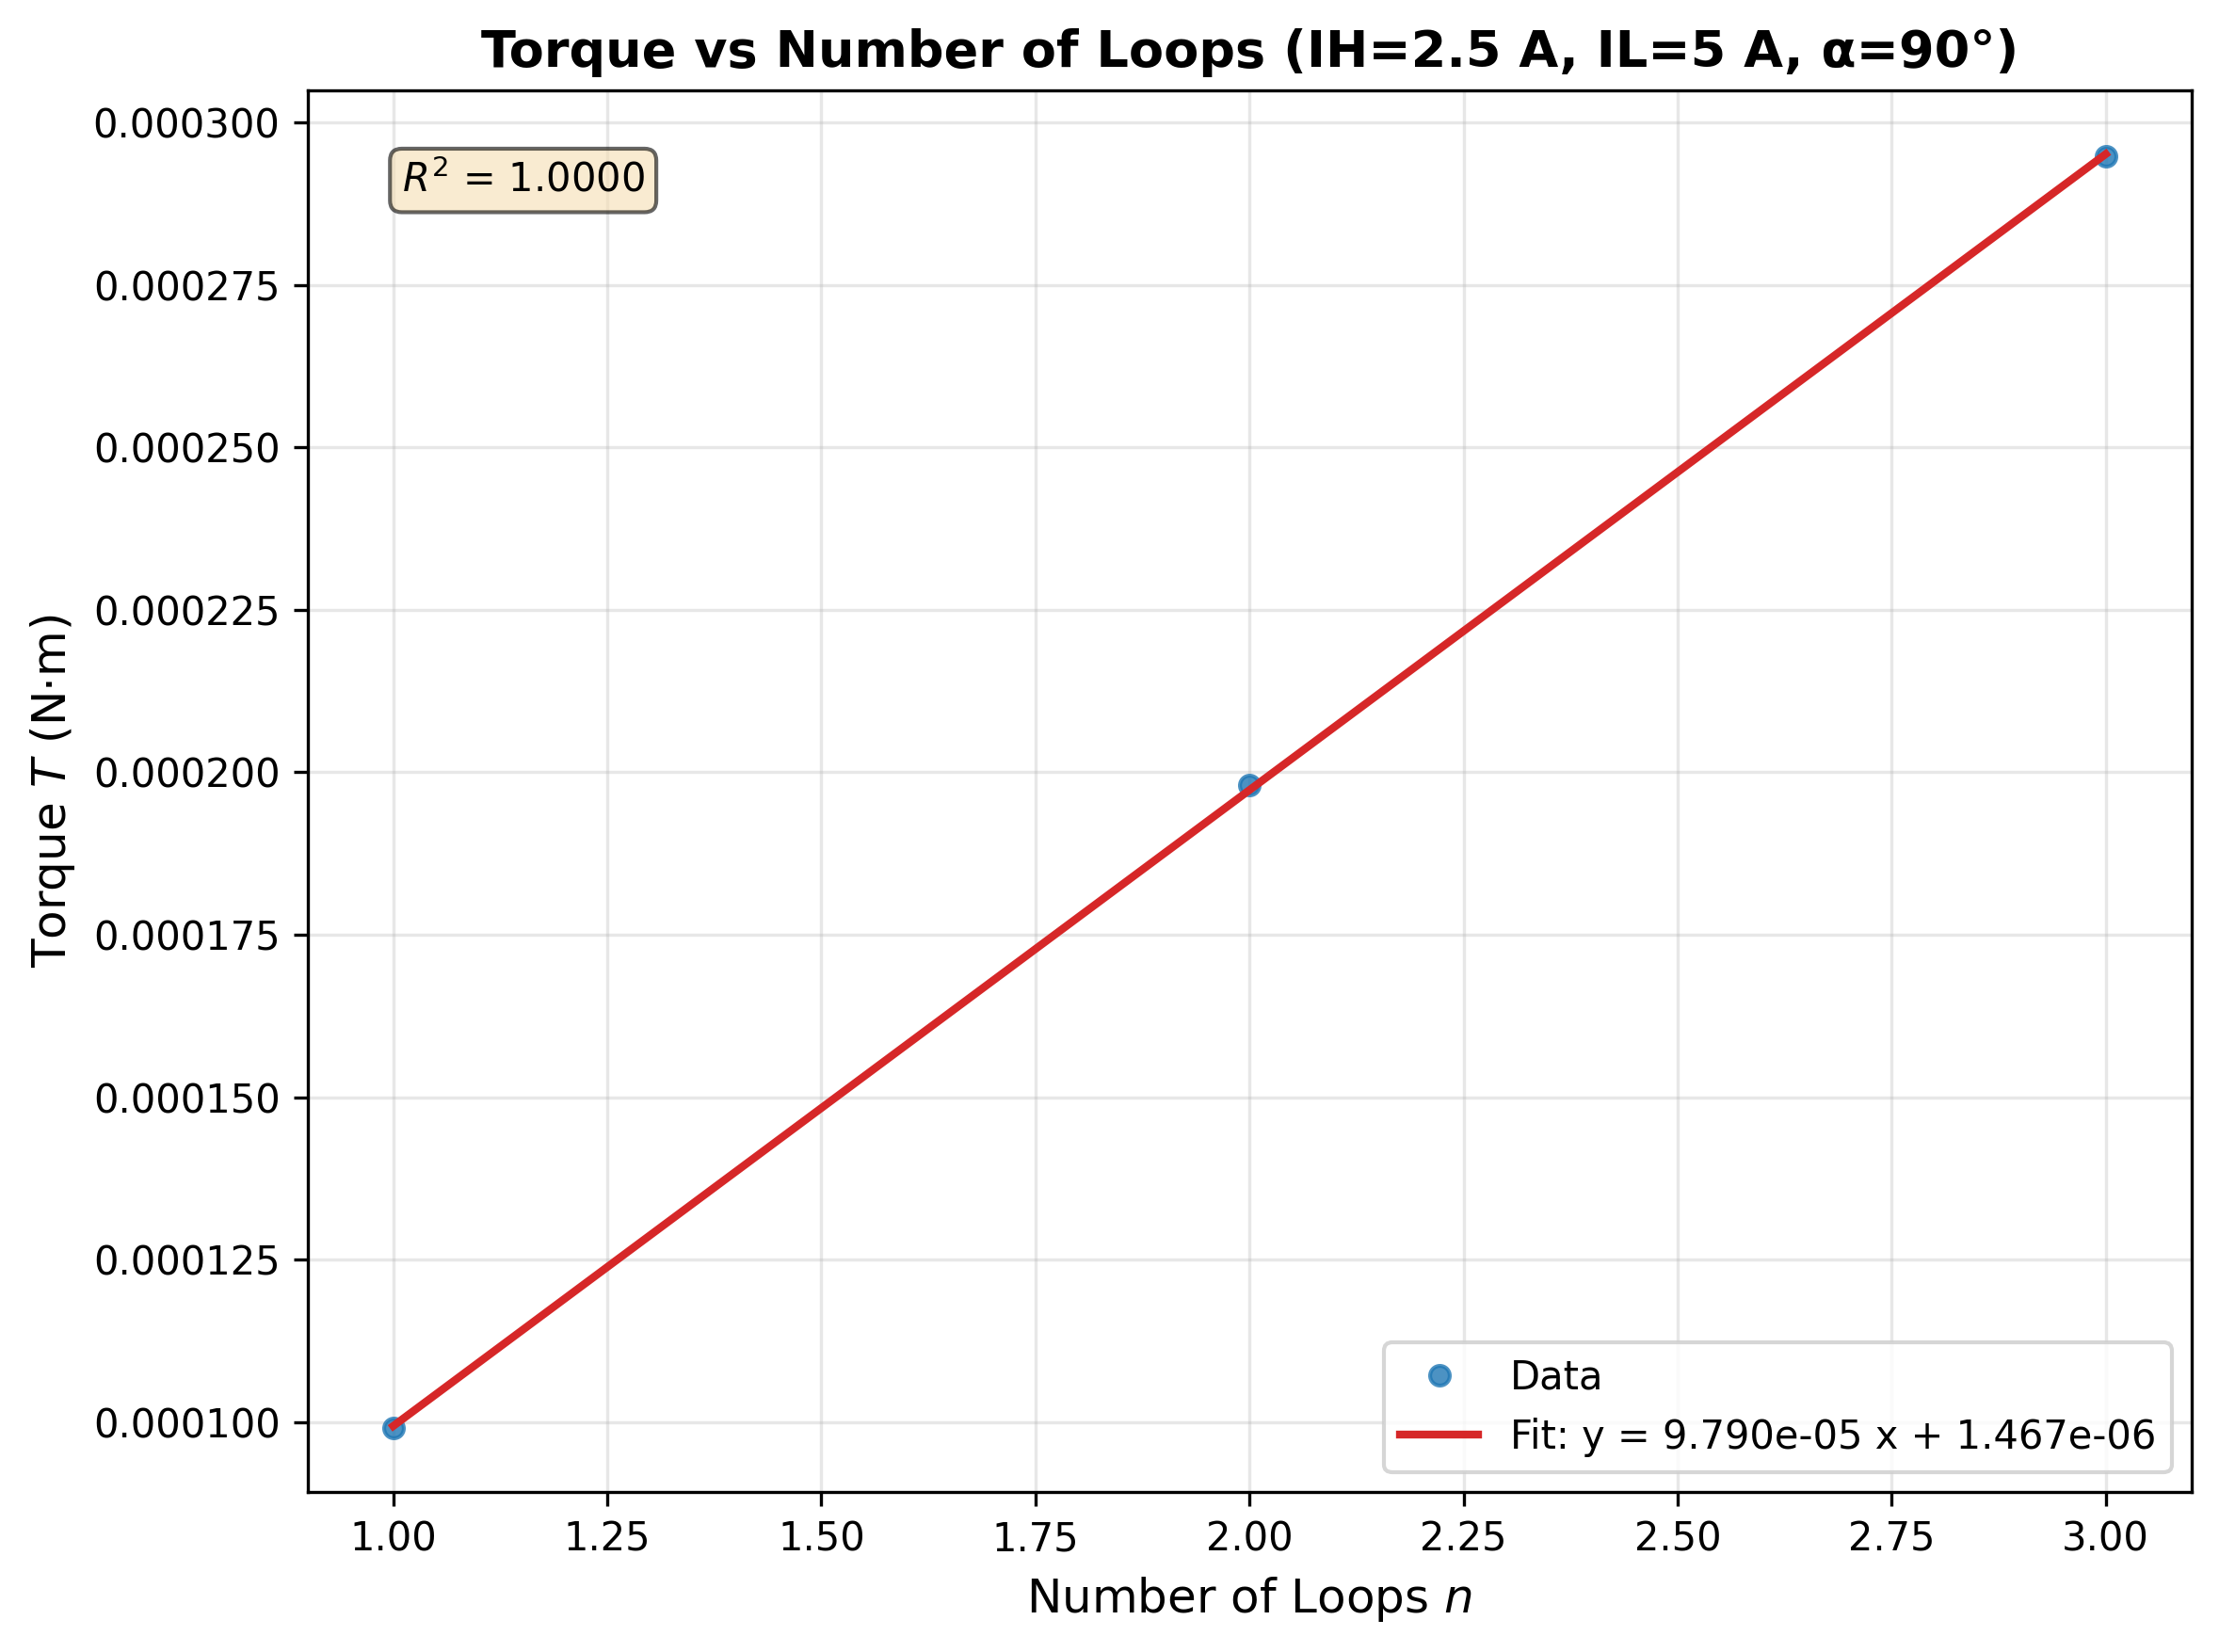 Torque vs Number of Loops (IH=2.5 A, IL=5 A, α=90°)
0.000300
0.000275
0.000250
0.000225
0.000200
0.000175
0.000150
0.000125
0.000100
Torque T (N·m)
R² = 1.0000
Data
Fit: y = 9.790e-05 x + 1.467e-06
1.00 1.25 1.50 1.75 2.00 2.25 2.50 2.75 3.00
Number of Loops n